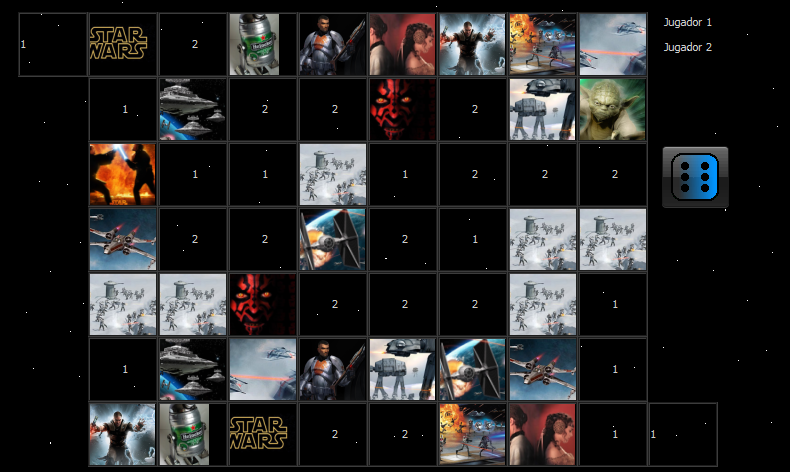 1 STAR WARS 2 Jugador 1
Jugador 2
1 2 2 2
1 1 1 2 2 2
2 2 2 1
2 2 2 1
1 1
STAR WARS 2 2 1 1